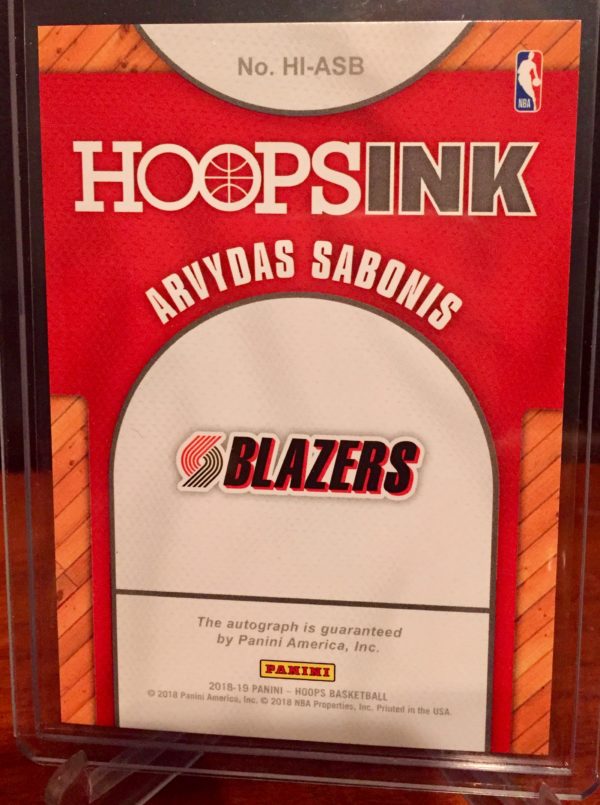 No. HI-ASB
NBA
HOOPSINK
ARVYDAS SABONIS
BLAZERS
The autograph is guaranteed
by Panini America, Inc.
PANINI
2018-19 PANINI – HOOPS BASKETBALL
© 2018 Panini America, Inc. © 2018 NBA Properties, Inc. Printed in the USA.